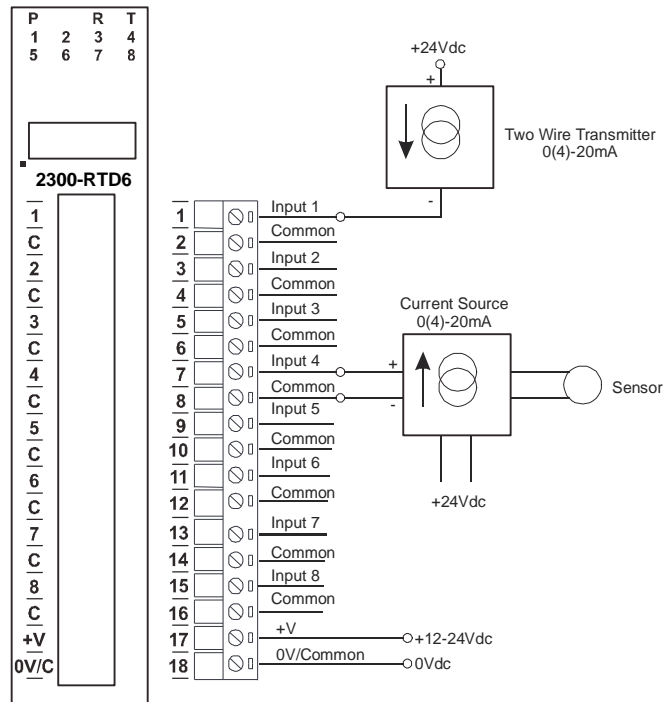 P R T
1 2 3 4
5 6 7 8
2300-RTD6
1
C
2
C
3
C
4
C
5
C
6
C
7
C
8
C
+V
0V/C
1 Input 1
2 Common
3 Input 2
4 Common
5 Input 3
6 Common
7 Input 4
8 Common
9 Input 5
10 Common
11 Input 6
12 Common
13 Input 7
14 Common
15 Input 8
16 Common
17 +V +12-24Vdc
18 0V/Common 0Vdc
+24Vdc
+
-
Two Wire Transmitter
0(4)-20mA
Current Source
0(4)-20mA
+
-
Sensor
+24Vdc